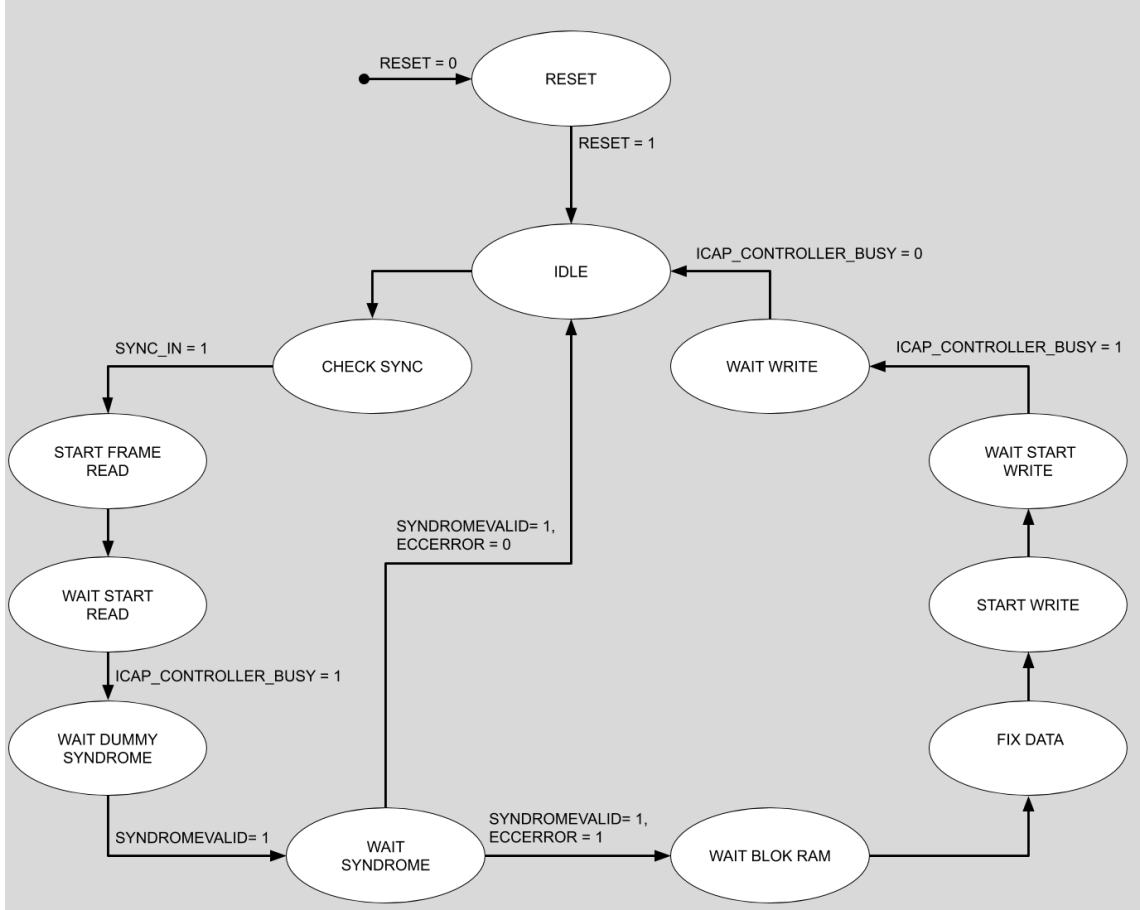 RESET = 0
RESET
RESET = 1
IDLE
ICAP_CONTROLLER_BUSY = 0
SYNC_IN = 1
CHECK SYNC
WAIT WRITE
ICAP_CONTROLLER_BUSY = 1
START FRAME
READ
WAIT START
WRITE
SYNDROMEVALID= 1,
ECCERROR = 0
WAIT START
READ
START WRITE
ICAP_CONTROLLER_BUSY = 1
WAIT DUMMY
SYNDROME
FIX DATA
SYNDROMEVALID= 1
WAIT
SYNDROME
SYNDROMEVALID= 1,
ECCERROR = 1
WAIT BLOK RAM